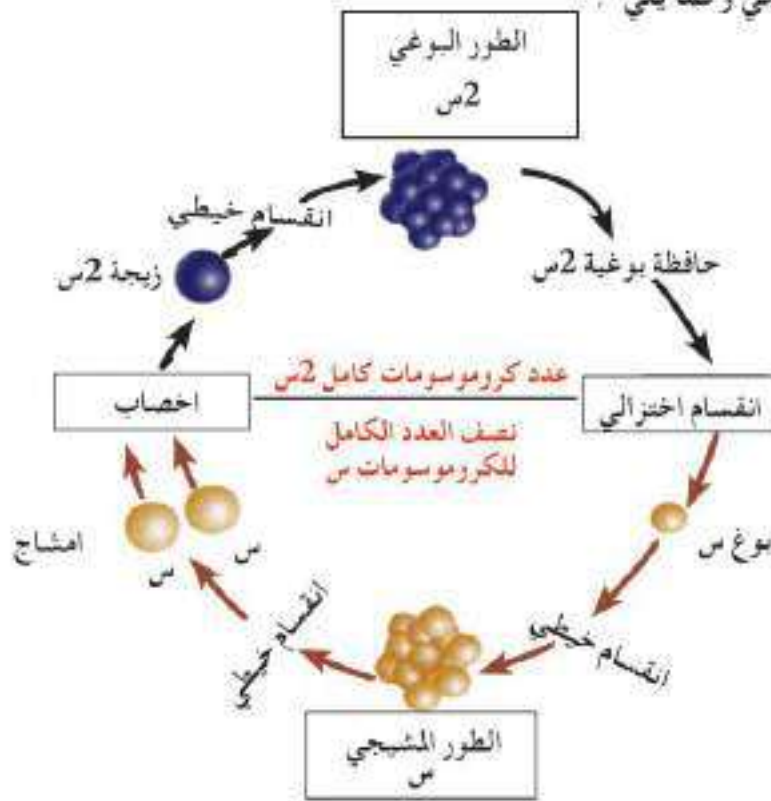 الطور البوغي
2س
انقسام خيطي
حافظة بوغية 2س
زيجة 2س
عدد كروموسومات كامل 2س
اخصاب
انقسام اختزالي
نصف العدد الكامل
للكروموسومات س
امشاج
س
س
بوغ س
انقسام خيطي
انقسام خيطي
الطور المشيجي
س